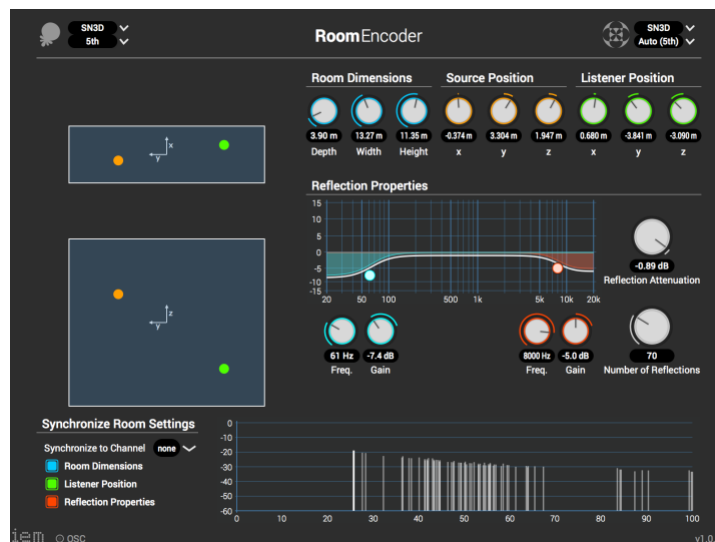 SN3D
5th
RoomEncoder
SN3D
Auto (5th)
Room Dimensions
Source Position
Listener Position
3.90 m
13.27 m
11.35 m
-0.374 m
3.304 m
1.947 m
0.680 m
-3.841 m
-3.090 m
Depth
Width
Height
x
y
z
x
y
z
x
y
Reflection Properties
15
10
5
0
-5
-10
-15
20
50
100
500
1k
5k
10k
20k
-0.89 dB
Reflection Attenuation
z
y
61 Hz
-7.4 dB
8000 Hz
-5.0 dB
70
Freq.
Gain
Freq.
Gain
Number of Reflections
Synchronize Room Settings
Synchronize to Channel
none
Room Dimensions
Listener Position
Reflection Properties
0
-10
-20
-30
-40
-50
-60
0
10
20
30
40
50
60
70
80
90
100
iem
OSC
v1.0